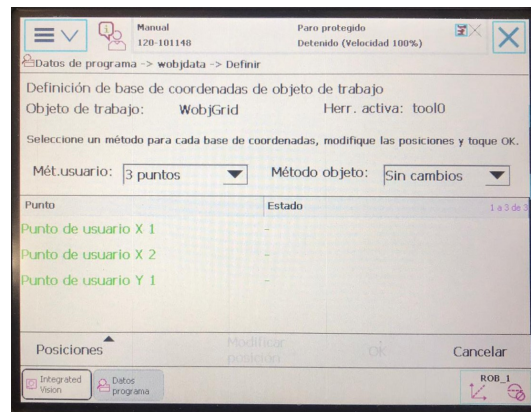 Manual Paro protegido
120-101148 Detenido (Velocidad 100%)
Datos de programa -> wobjdata -> Definir
Definición de base de coordenadas de objeto de trabajo
Objeto de trabajo: WobjGrid Herr. activa: tool0
Seleccione un método para cada base de coordenadas, modifique las posiciones y toque OK.
Mét.usuario: 3 puntos Método objeto: Sin cambios
Punto Estado 1 a 3 de 3
Punto de usuario X 1 -
Punto de usuario X 2 -
Punto de usuario Y 1 -
Posiciones Modificar posición OK Cancelar
Integrated Vision Datos programa ROB_1